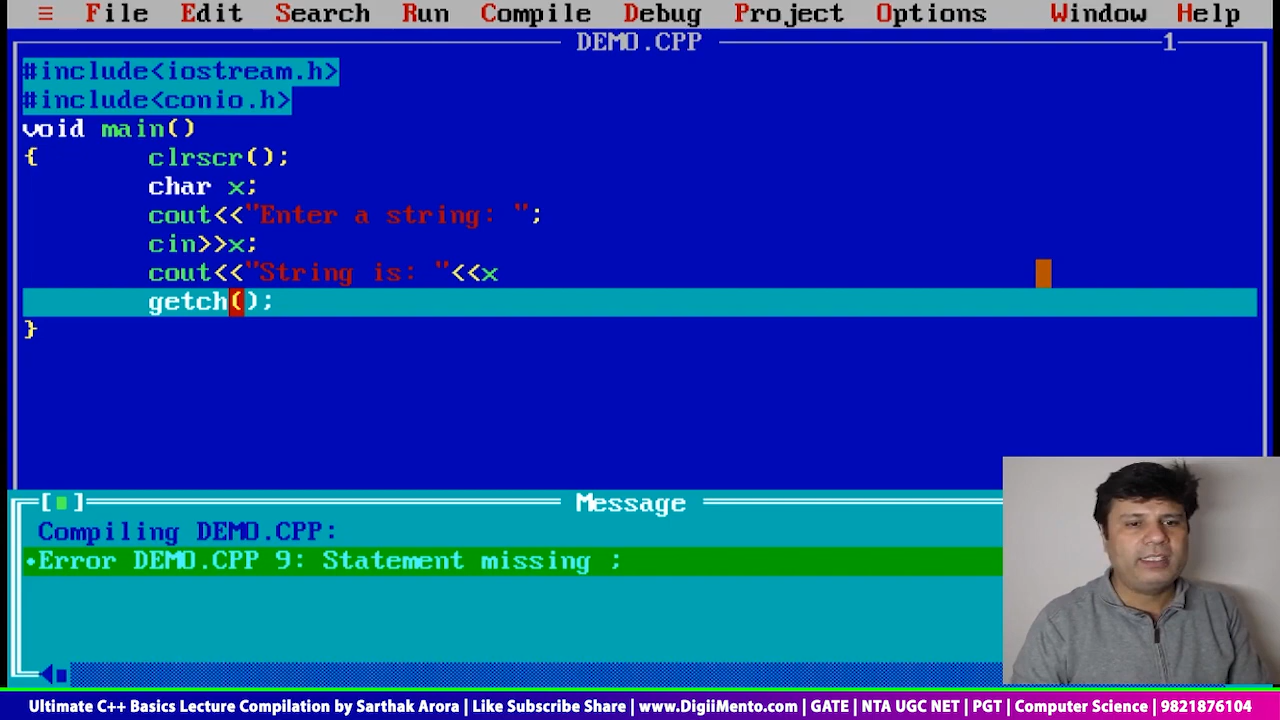 ≡ File Edit Search Run Compile Debug Project Options Window Help
DEMO.CPP 1
#include<iostream.h>
#include<conio.h>
void main()
{ clrscr();
char x;
cout<<"Enter a string: ";
cin>>x;
cout<<"String is: "<<x
getch();
}
[■] Message
Compiling DEMO.CPP:
•Error DEMO.CPP 9: Statement missing ;
Ultimate C++ Basics Lecture Compilation by Sarthak Arora | Like Subscribe Share | www.DigiiMento.com | GATE | NTA UGC NET | PGT | Computer Science | 9821876104